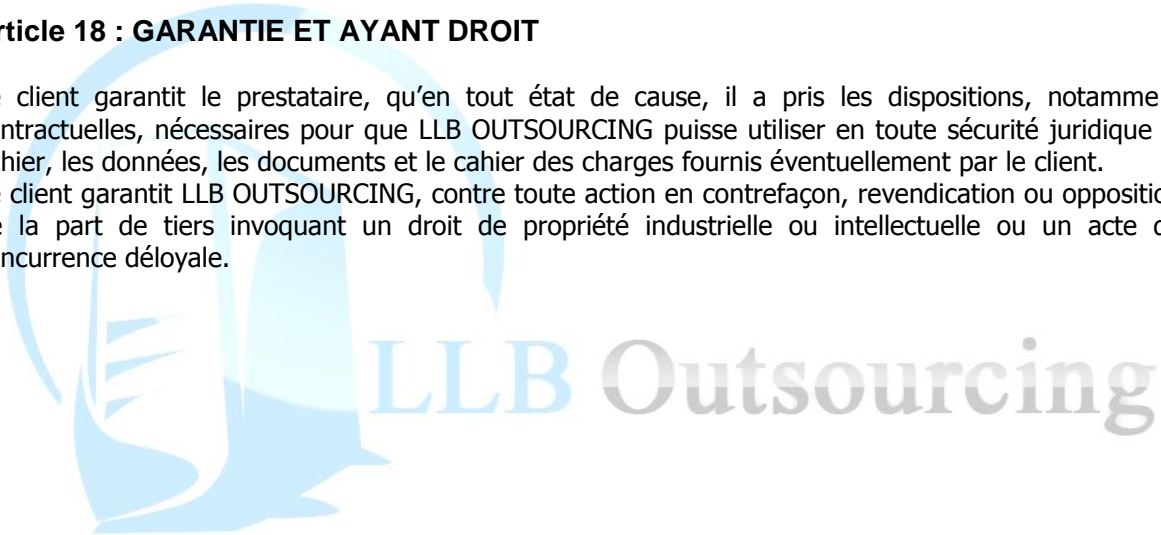 rticle 18 : GARANTIE ET AYANT DROIT
client garantit le prestataire, qu’en tout état de cause, il a pris les dispositions, notamme
ntractuelles, nécessaires pour que LLB OUTSOURCING puisse utiliser en toute sécurité juridique
hier, les données, les documents et le cahier des charges fournis éventuellement par le client.
client garantit LLB OUTSOURCING, contre toute action en contrefaçon, revendication ou oppositio
la part de tiers invoquant un droit de propriété industrielle ou intellectuelle ou un acte
ncurrence déloyale.
LLB Outsourcing